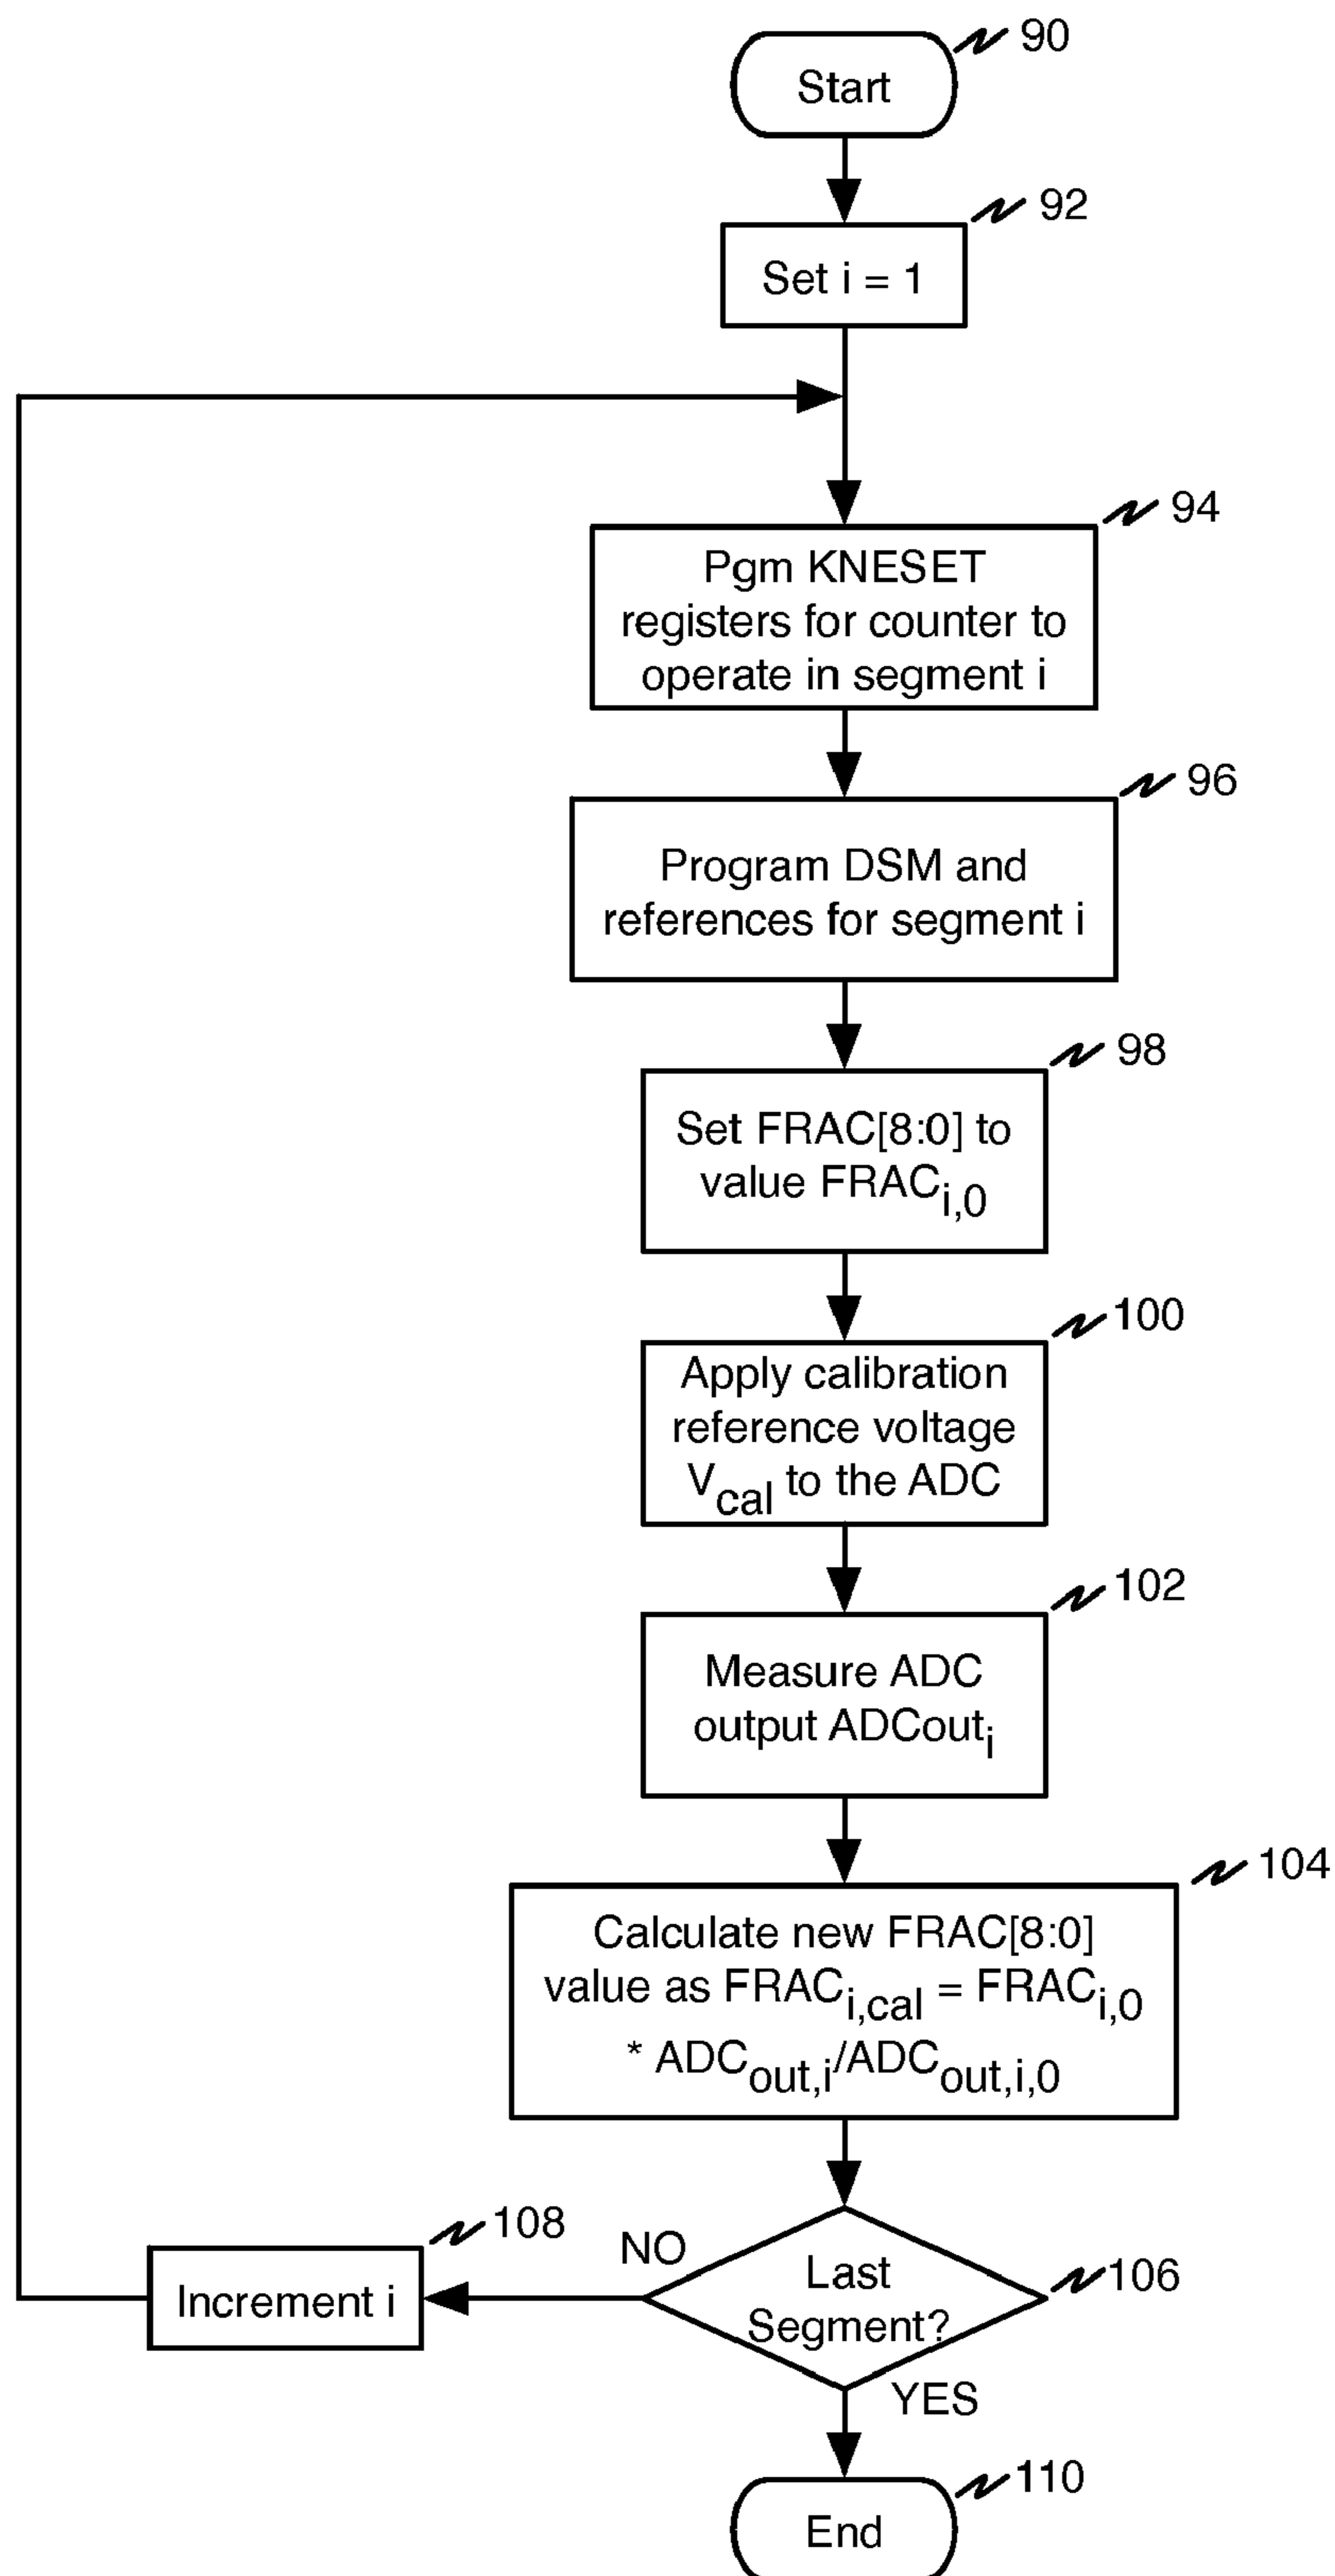 90
Start
92
Set i = 1
94
Pgm KNESET
registers for counter to
operate in segment i
96
Program DSM and
references for segment i
98
Set FRAC[8:0] to
value FRACi,0
100
Apply calibration
reference voltage
Vcal to the ADC
102
Measure ADC
output ADCouti
104
Calculate new FRAC[8:0]
value as FRACi,cal = FRACi,0
* ADCout,i/ADCout,i,0
108
Increment i
NO
Last
Segment?
106
YES
110
End